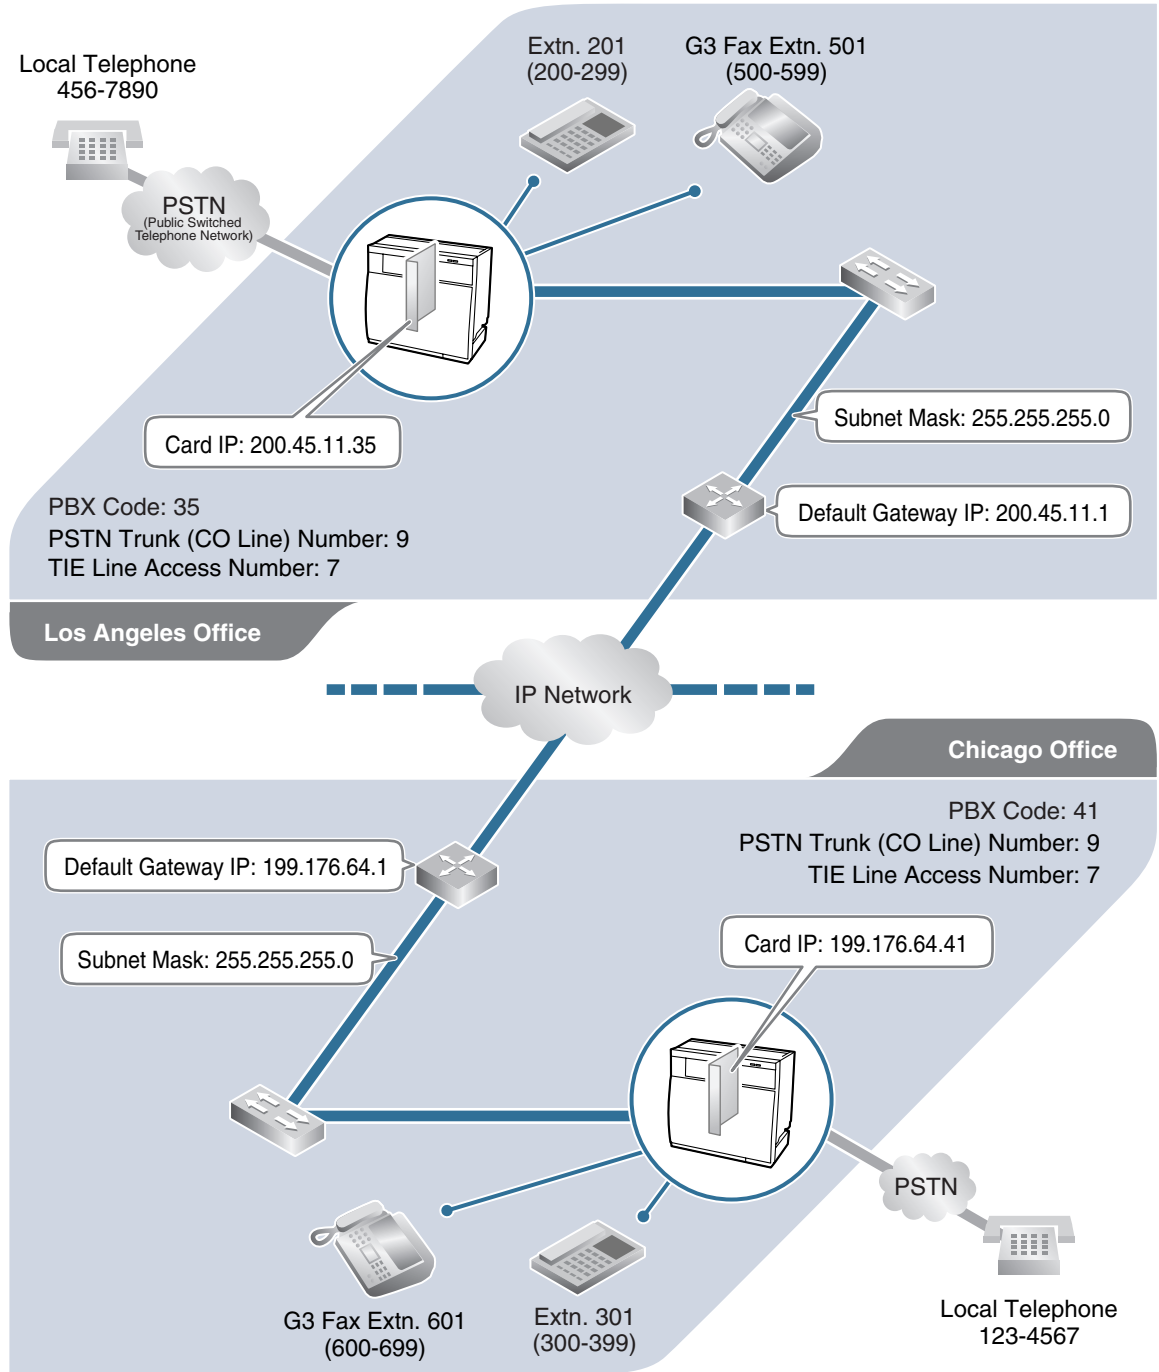 Local Telephone
456-7890
Extn. 201
(200-299)
G3 Fax Extn. 501
(500-599)
PSTN
(Public Switched
Telephone Network)
Card IP: 200.45.11.35
Subnet Mask: 255.255.255.0
Default Gateway IP: 200.45.11.1
PBX Code: 35
PSTN Trunk (CO Line) Number: 9
TIE Line Access Number: 7
Los Angeles Office
IP Network
Chicago Office
PBX Code: 41
PSTN Trunk (CO Line) Number: 9
TIE Line Access Number: 7
Default Gateway IP: 199.176.64.1
Subnet Mask: 255.255.255.0
Card IP: 199.176.64.41
PSTN
G3 Fax Extn. 601
(600-699)
Extn. 301
(300-399)
Local Telephone
123-4567